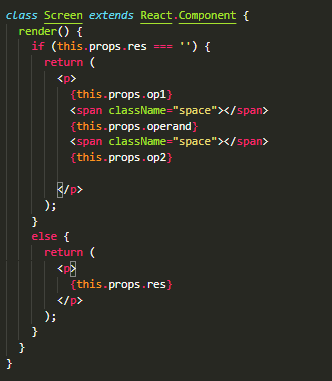 class Screen extends React.Component {
  render() {
    if (this.props.res === '') {
      return (
        <p>
          {this.props.op1}
          <span className="space"></span>
          {this.props.operand}
          <span className="space"></span>
          {this.props.op2}

        </p>
      );
    }
    else {
      return (
        <p>
          {this.props.res}
        </p>
      );
    }
  }
}